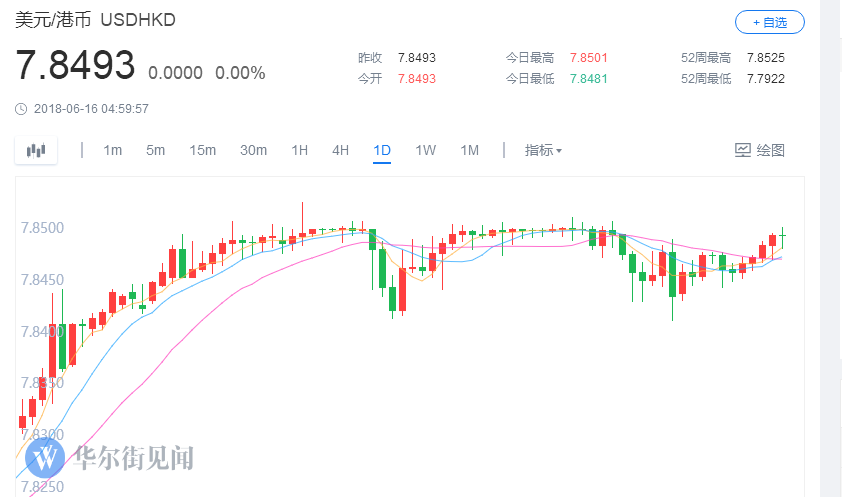 美元/港币 USDHKD
+ 自选
7.8493 0.0000 0.00%
昨收 7.8493 今日最高 7.8501 52周最高 7.8525
今开 7.8493 今日最低 7.8481 52周最低 7.7922
2018-06-16 04:59:57
1m 5m 15m 30m 1H 4H 1D 1W 1M 指标 绘图
7.8500
7.8450
7.8400
7.8350
7.8300
华尔街见闻
7.8250